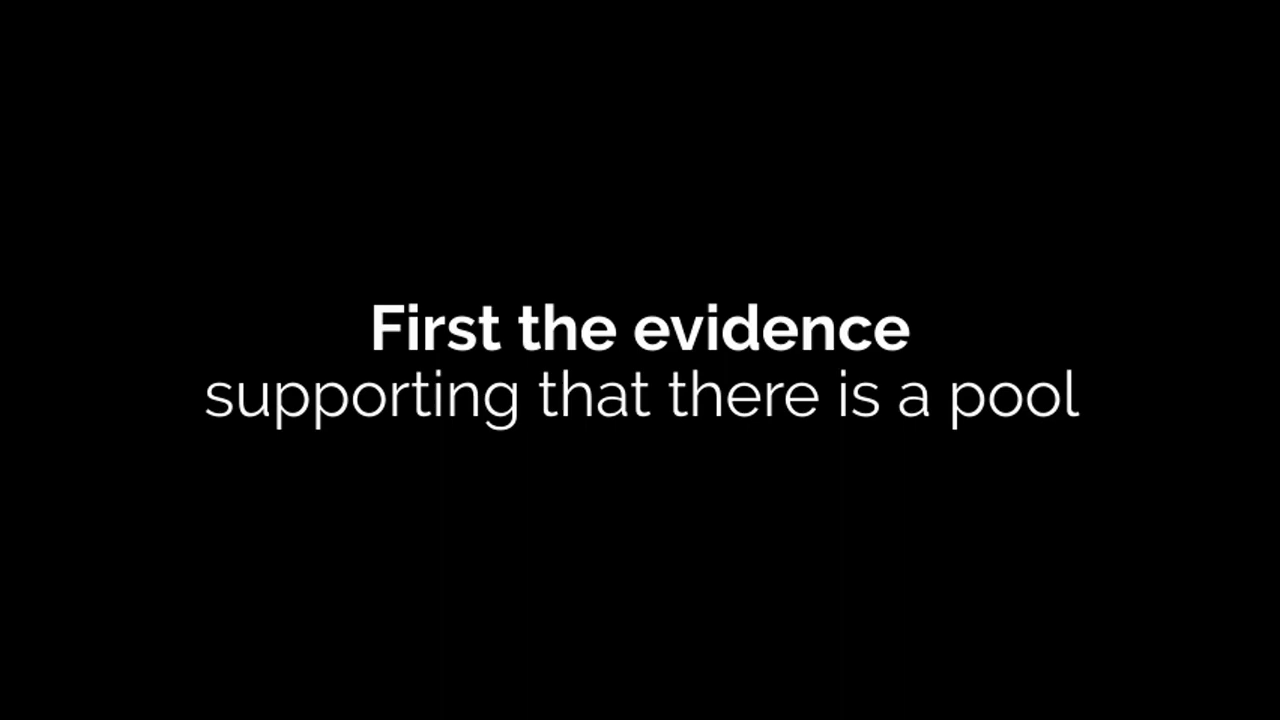 First the evidence
supporting that there is a pool